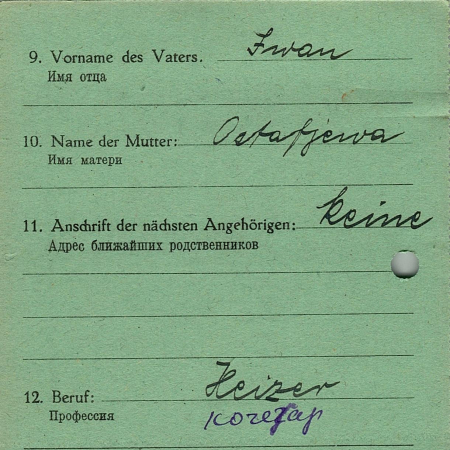 9. Vorname des Vaters. Iwan
Имя отца
10. Name der Mutter: Ostafjewa
Имя матери
11. Anschrift der nächsten Angehörigen: keine
Адрес ближайших родственников
12. Beruf: Heizer
Профессия кочегар